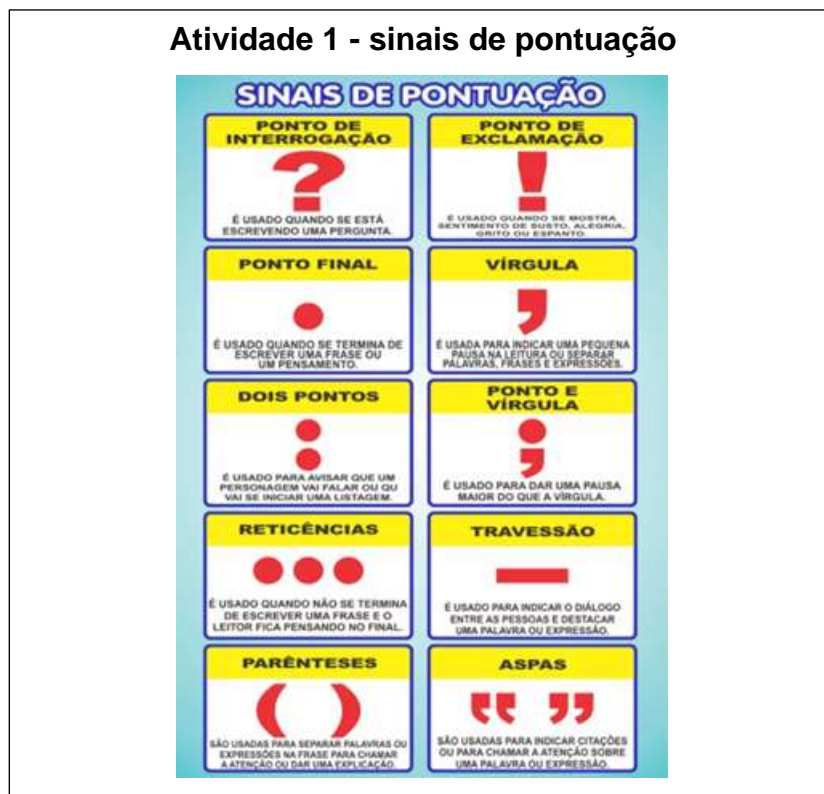 Atividade 1 - sinais de pontuação
SINAIS DE PONTUAÇÃO
PONTO DE
INTERROGAÇÃO
?
É USADO QUANDO SE ESTÁ
ESCREVENDO UMA PERGUNTA.
PONTO DE
EXCLAMAÇÃO
!
É USADO QUANDO SE MOSTRA
SENTIMENTO DE SUSTO, ALEGRIA,
GRITO OU ESPANTO.
PONTO FINAL
.
É USADO QUANDO SE TERMINA DE
ESCREVER UMA FRASE OU
UM PENSAMENTO.
VÍRGULA
,
É USADA PARA INDICAR UMA PEQUENA
PAUSA NA LEITURA OU SEPARAR
PALAVRAS, FRASES E EXPRESSÕES.
DOIS PONTOS
:
É USADO PARA AVISAR QUE UM
PERSONAGEM VAI FALAR OU QU
VAI SE INICIAR UMA LISTAGEM.
PONTO E
VÍRGULA
;
É USADO PARA DAR UMA PAUSA
MAIOR DO QUE A VÍRGULA.
RETICÊNCIAS
...
É USADO QUANDO NÃO SE TERMINA
DE ESCREVER UMA FRASE E O
LEITOR FICA PENSANDO NO FINAL.
TRAVESSÃO
—
É USADO PARA INDICAR O DIÁLOGO
ENTRE AS PESSOAS E DESTACAR
UMA PALAVRA OU EXPRESSÃO.
PARÊNTESES
( )
SÃO USADAS PARA SEPARAR PALAVRAS OU
EXPRESSÕES NA FRASE PARA CHAMAR
A ATENÇÃO OU DAR UMA EXPLICAÇÃO.
ASPAS
“ ”
SÃO USADAS PARA INDICAR CITAÇÕES
OU PARA CHAMAR A ATENÇÃO SOBRE
UMA PALAVRA OU EXPRESSÃO.